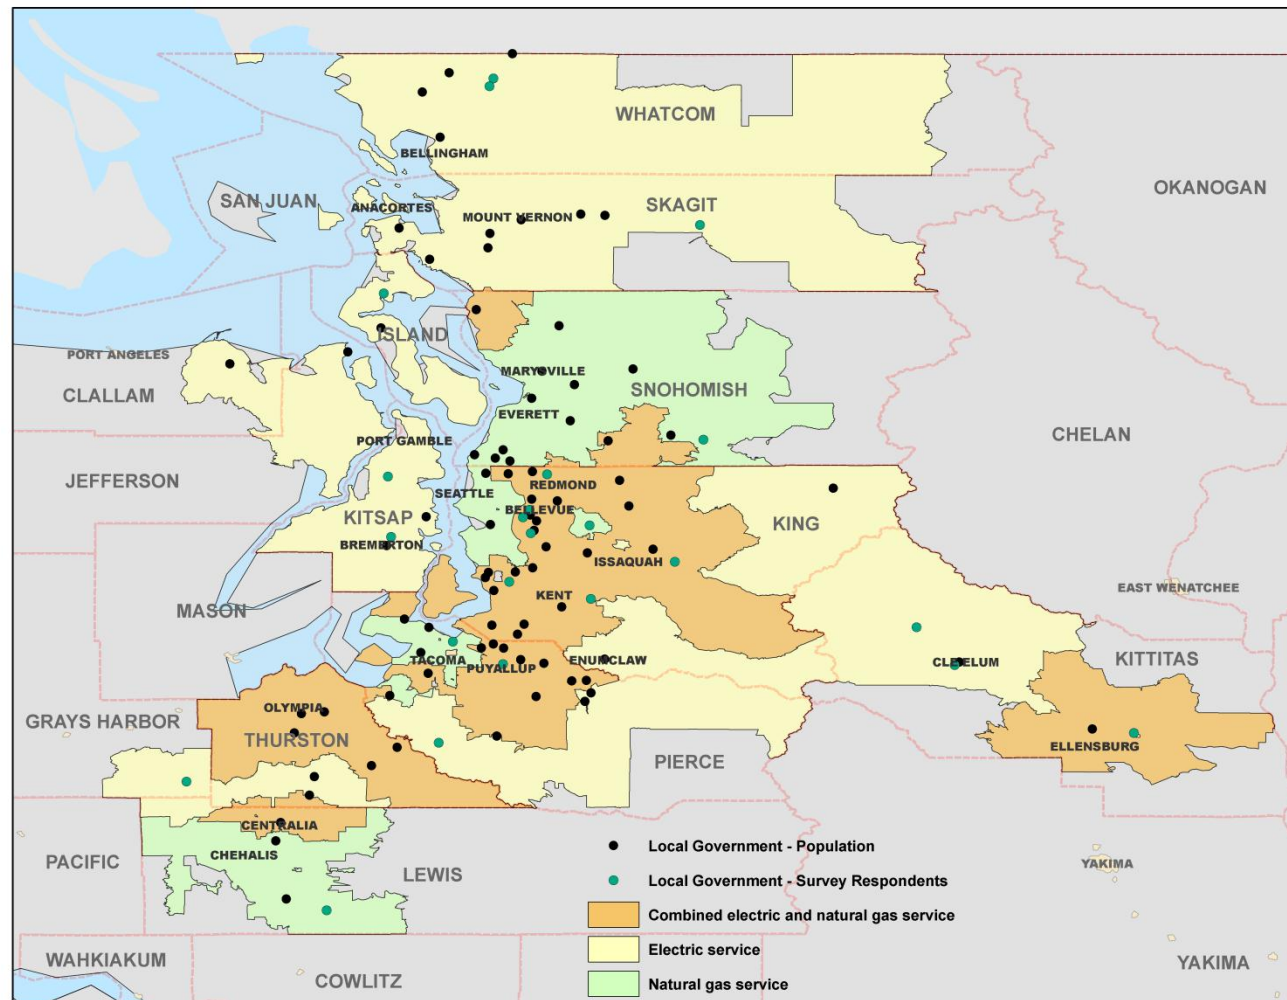 WHATCOM
BELLINGHAM
SAN JUAN
OKANOGAN
ANACORTES
SKAGIT
MOUNT VERNON
ISLAND
PORT ANGELES
MARYSVILLE
CLALLAM
SNOHOMISH
EVERETT
CHELAN
PORT GAMBLE
JEFFERSON
REDMOND
SEATTLE
BELLEVUE
KITSAP
KING
BREMERTON
ISSAQUAH
EAST WENATCHEE
KENT
MASON
TACOMA
PUYALLUP
ENUMCLAW
CLE ELUM
KITTITAS
OLYMPIA
GRAYS HARBOR
THURSTON
ELLENSBURG
PIERCE
CENTRALIA
CHEHALIS
PACIFIC
LEWIS
YAKIMA
Local Government - Population
Local Government - Survey Respondents
Combined electric and natural gas service
Electric service
Natural gas service
WAHKIAKUM
COWLITZ
YAKIMA